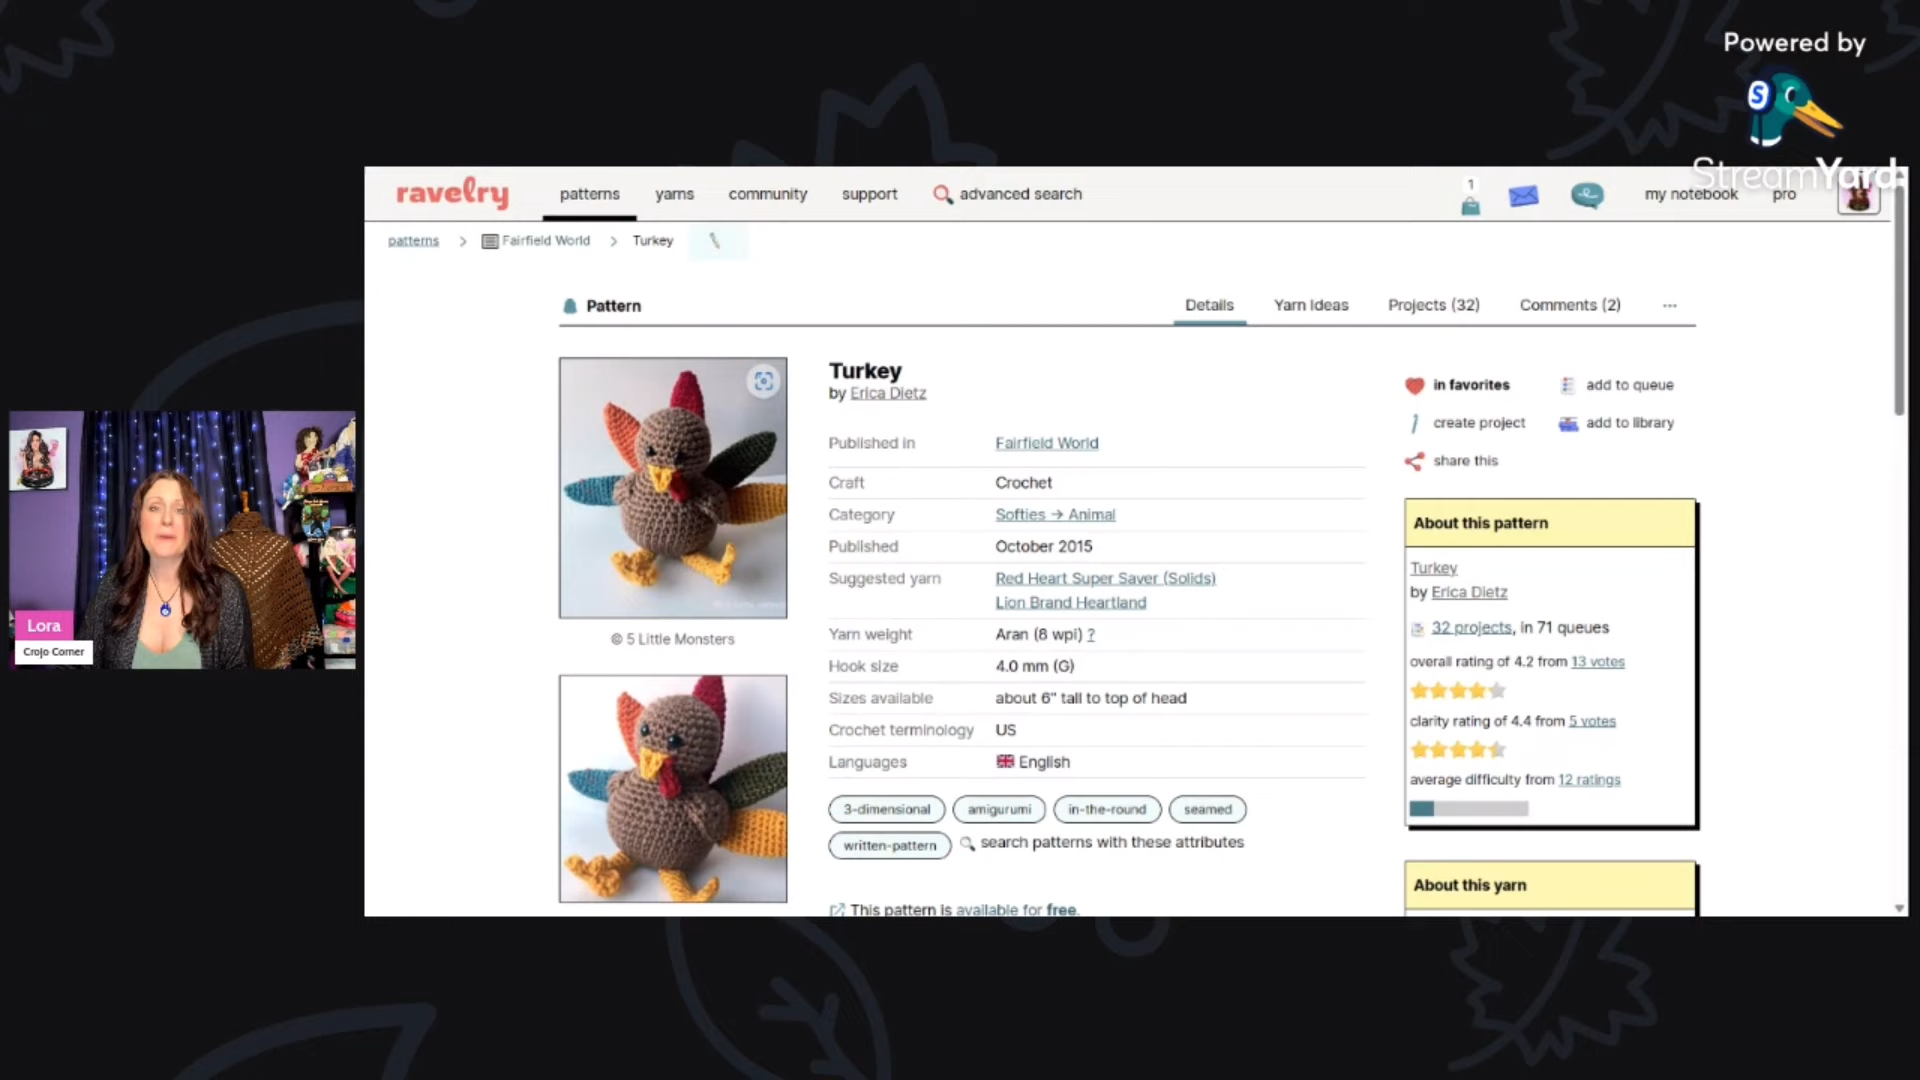 Powered by
StreamYard
ravelry
patterns
yarns
community
support
advanced search
1
my notebook
pro
patterns
Fairfield World
Turkey
Pattern
Details
Yarn Ideas
Projects (32)
Comments (2)
Turkey
by Erica Dietz
Published in Fairfield World
Craft Crochet
Category Softies → Animal
Published October 2015
Suggested yarn Red Heart Super Saver (Solids)
Lion Brand Heartland
Yarn weight Aran (8 wpi) ?
Hook size 4.0 mm (G)
Sizes available about 6" tall to top of head
Crochet terminology US
Languages English
3-dimensional
amigurumi
in-the-round
seamed
written-pattern
search patterns with these attributes
This pattern is available for free.
© 5 Little Monsters
in favorites
add to queue
create project
add to library
share this
About this pattern
Turkey
by Erica Dietz
32 projects, in 71 queues
overall rating of 4.2 from 13 votes
clarity rating of 4.4 from 5 votes
average difficulty from 12 ratings
About this yarn
Lora
Crojo Corner